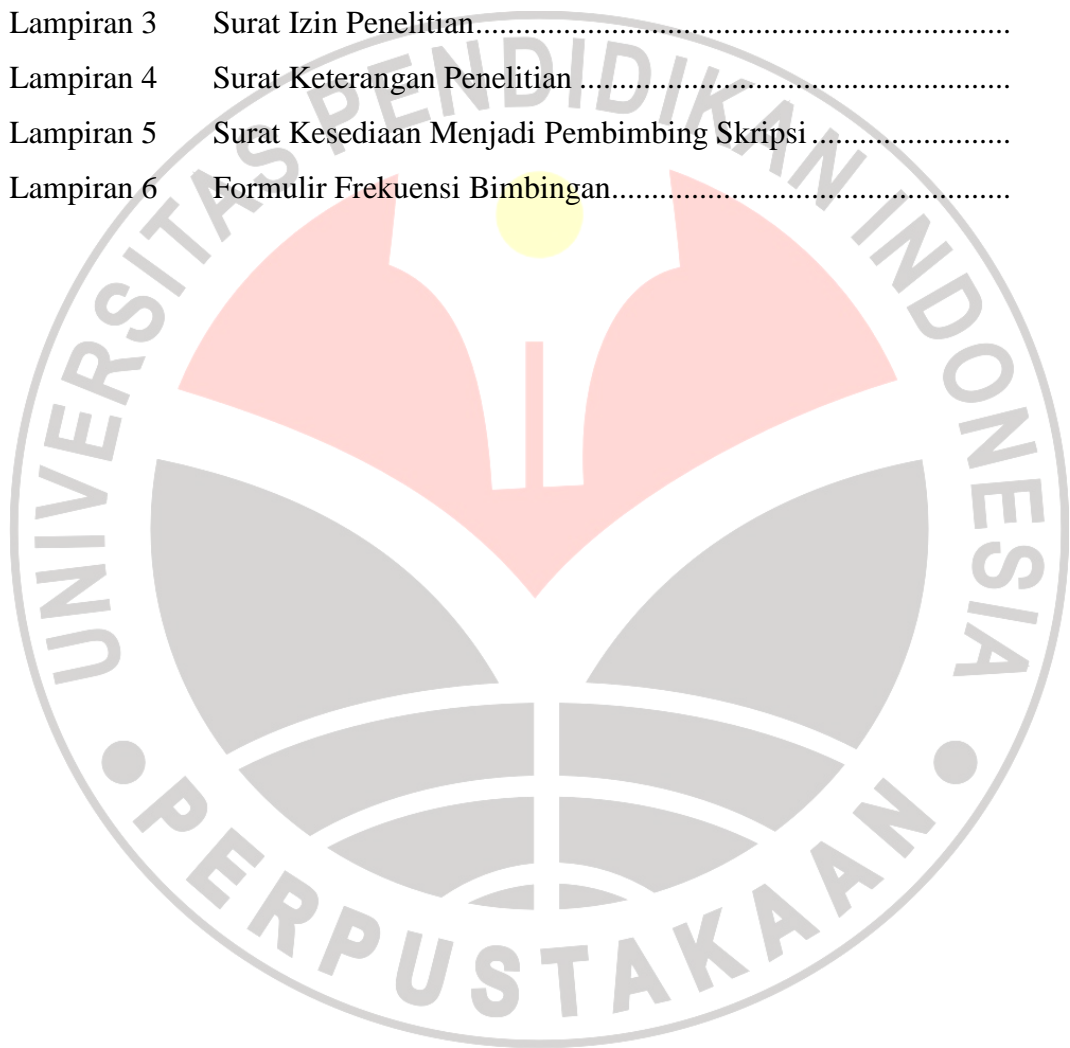 Lampiran 3 Surat Izin Penelitian....................................................................
Lampiran 4 Surat Keterangan Penelitian.......................................................
Lampiran 5 Surat Kesediaan Menjadi Pembimbing Skripsi.........................
Lampiran 6 Formulir Frekuensi Bimbingan...................................................
UNIVERSITAS PENDIDIKAN INDONESIA
PERPUSTAKAAN